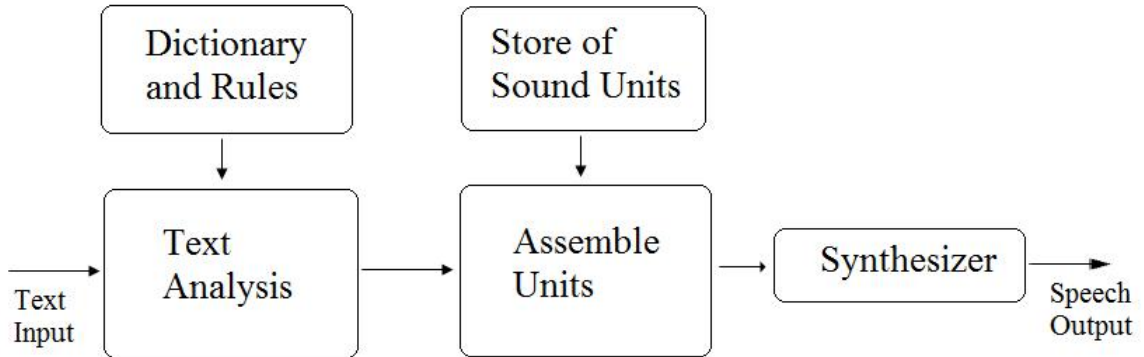 Dictionary
and Rules
Store of
Sound Units
Text
Analysis
Assemble
Units
Synthesizer
Text
Input
Speech
Output